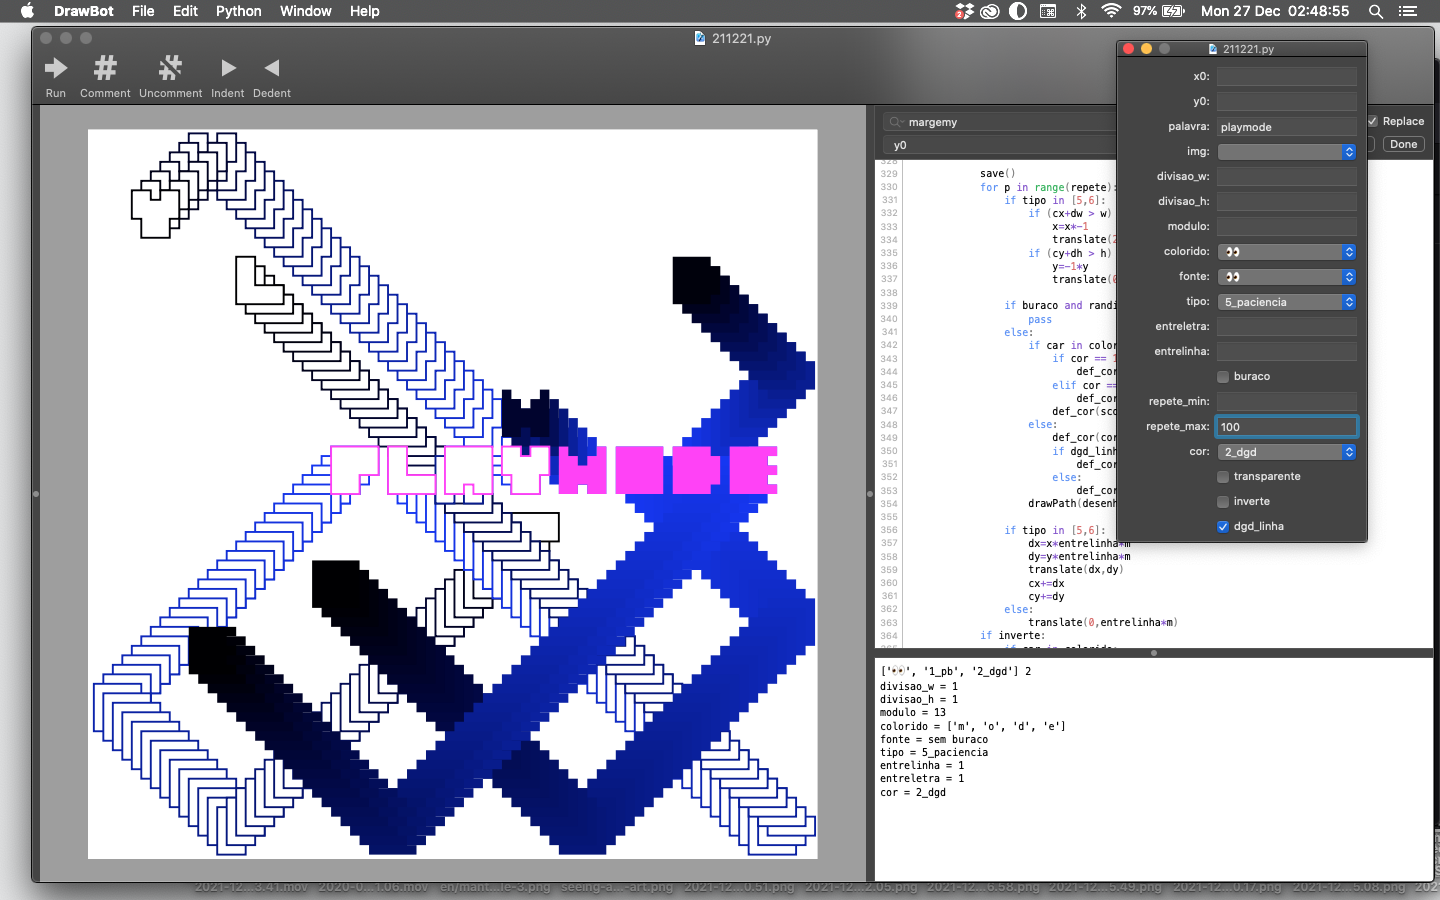 DrawBot File Edit Python Window Help
2
97% Mon 27 Dec 02:48:55
211221.py
Run Comment Uncomment Indent Dedent
margemy
Replace
y0
Done
PLAYMODE
328
329 save()
330 for p in range(repete):
331 if tipo in [5,6]:
332 if (cx+dw > w)
333 x=x*-1
334 translate(2
335 if (cy+dh > h)
336 y=-1*y
337 translate(0
338
339 if buraco and randi
340 pass
341 else:
342 if car in color
343 if cor == 1
344 def_cor
345 elif cor ==
346 def_cor
347 def_cor(sco
348 else:
349 def_cor(cor
350 if dgd_linh
351 def_cor
352 else:
353 def_cor
354 drawPath(desenh
355
356 if tipo in [5,6]:
357 dx=x*entrelinha*m
358 dy=y*entrelinha*m
359 translate(dx,dy)
360 cx+=dx
361 cy+=dy
362 else:
363 translate(0,entrelinha*m)
364 if inverte:
211221.py
x0:
y0:
palavra: playmode
img:
divisao_w:
divisao_h:
modulo:
colorido: 👀
fonte: 👀
tipo: 5_paciencia
entreletra:
entrelinha:
buraco
repete_min:
repete_max: 100
cor: 2_dgd
transparente
inverte
dgd_linha
['👀', '1_pb', '2_dgd'] 2
divisao_w = 1
divisao_h = 1
modulo = 13
colorido = ['m', 'o', 'd', 'e']
fonte = sem buraco
tipo = 5_paciencia
entrelinha = 1
entreletra = 1
cor = 2_dgd
2021-12...3.41.mov 2020-0...1.06.mov en/mant...le-3.png seeing-a...-art.png 2021-12...0.51.png 2021-12...2.05.png 2021-12...6.58.png 2021-12...5.49.png 2021-12...0.17.png 2021-12...5.08.png